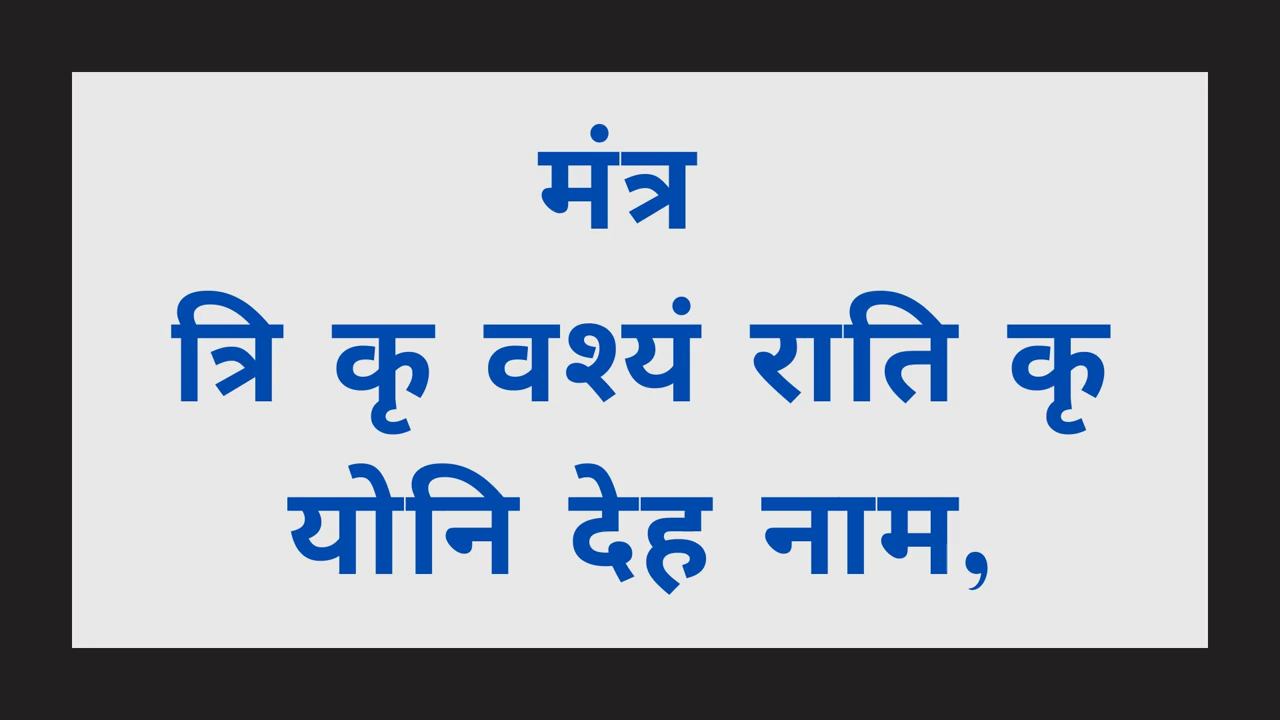 मंत्र
त्रि कृ वश्यं राति कृ
योनि देह नाम,